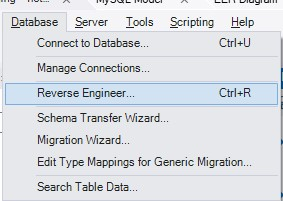 not... MySQL Model EER Diagram
Database Server Tools Scripting Help
Connect to Database... Ctrl+U
Manage Connections...
Reverse Engineer... Ctrl+R
Schema Transfer Wizard...
Migration Wizard...
Edit Type Mappings for Generic Migration...
Search Table Data...